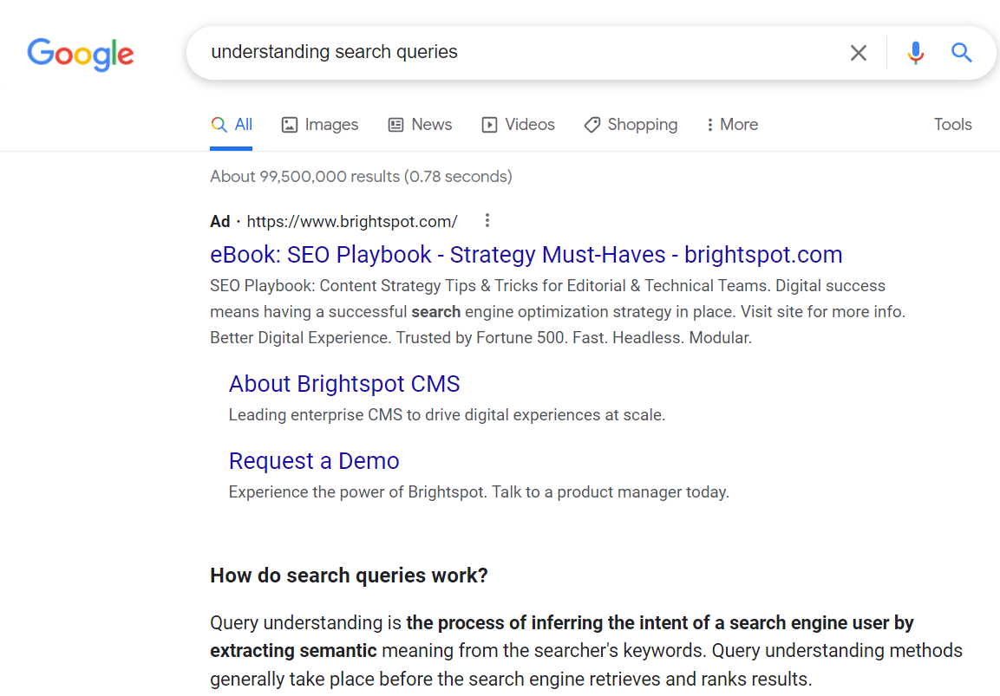 Google
understanding search queries
All Images News Videos Shopping More Tools
About 99,500,000 results (0.78 seconds)
Ad · https://www.brightspot.com/
eBook: SEO Playbook - Strategy Must-Haves - brightspot.com
SEO Playbook: Content Strategy Tips & Tricks for Editorial & Technical Teams. Digital success
means having a successful search engine optimization strategy in place. Visit site for more info.
Better Digital Experience. Trusted by Fortune 500. Fast. Headless. Modular.
About Brightspot CMS
Leading enterprise CMS to drive digital experiences at scale.
Request a Demo
Experience the power of Brightspot. Talk to a product manager today.
How do search queries work?
Query understanding is the process of inferring the intent of a search engine user by
extracting semantic meaning from the searcher's keywords. Query understanding methods
generally take place before the search engine retrieves and ranks results.